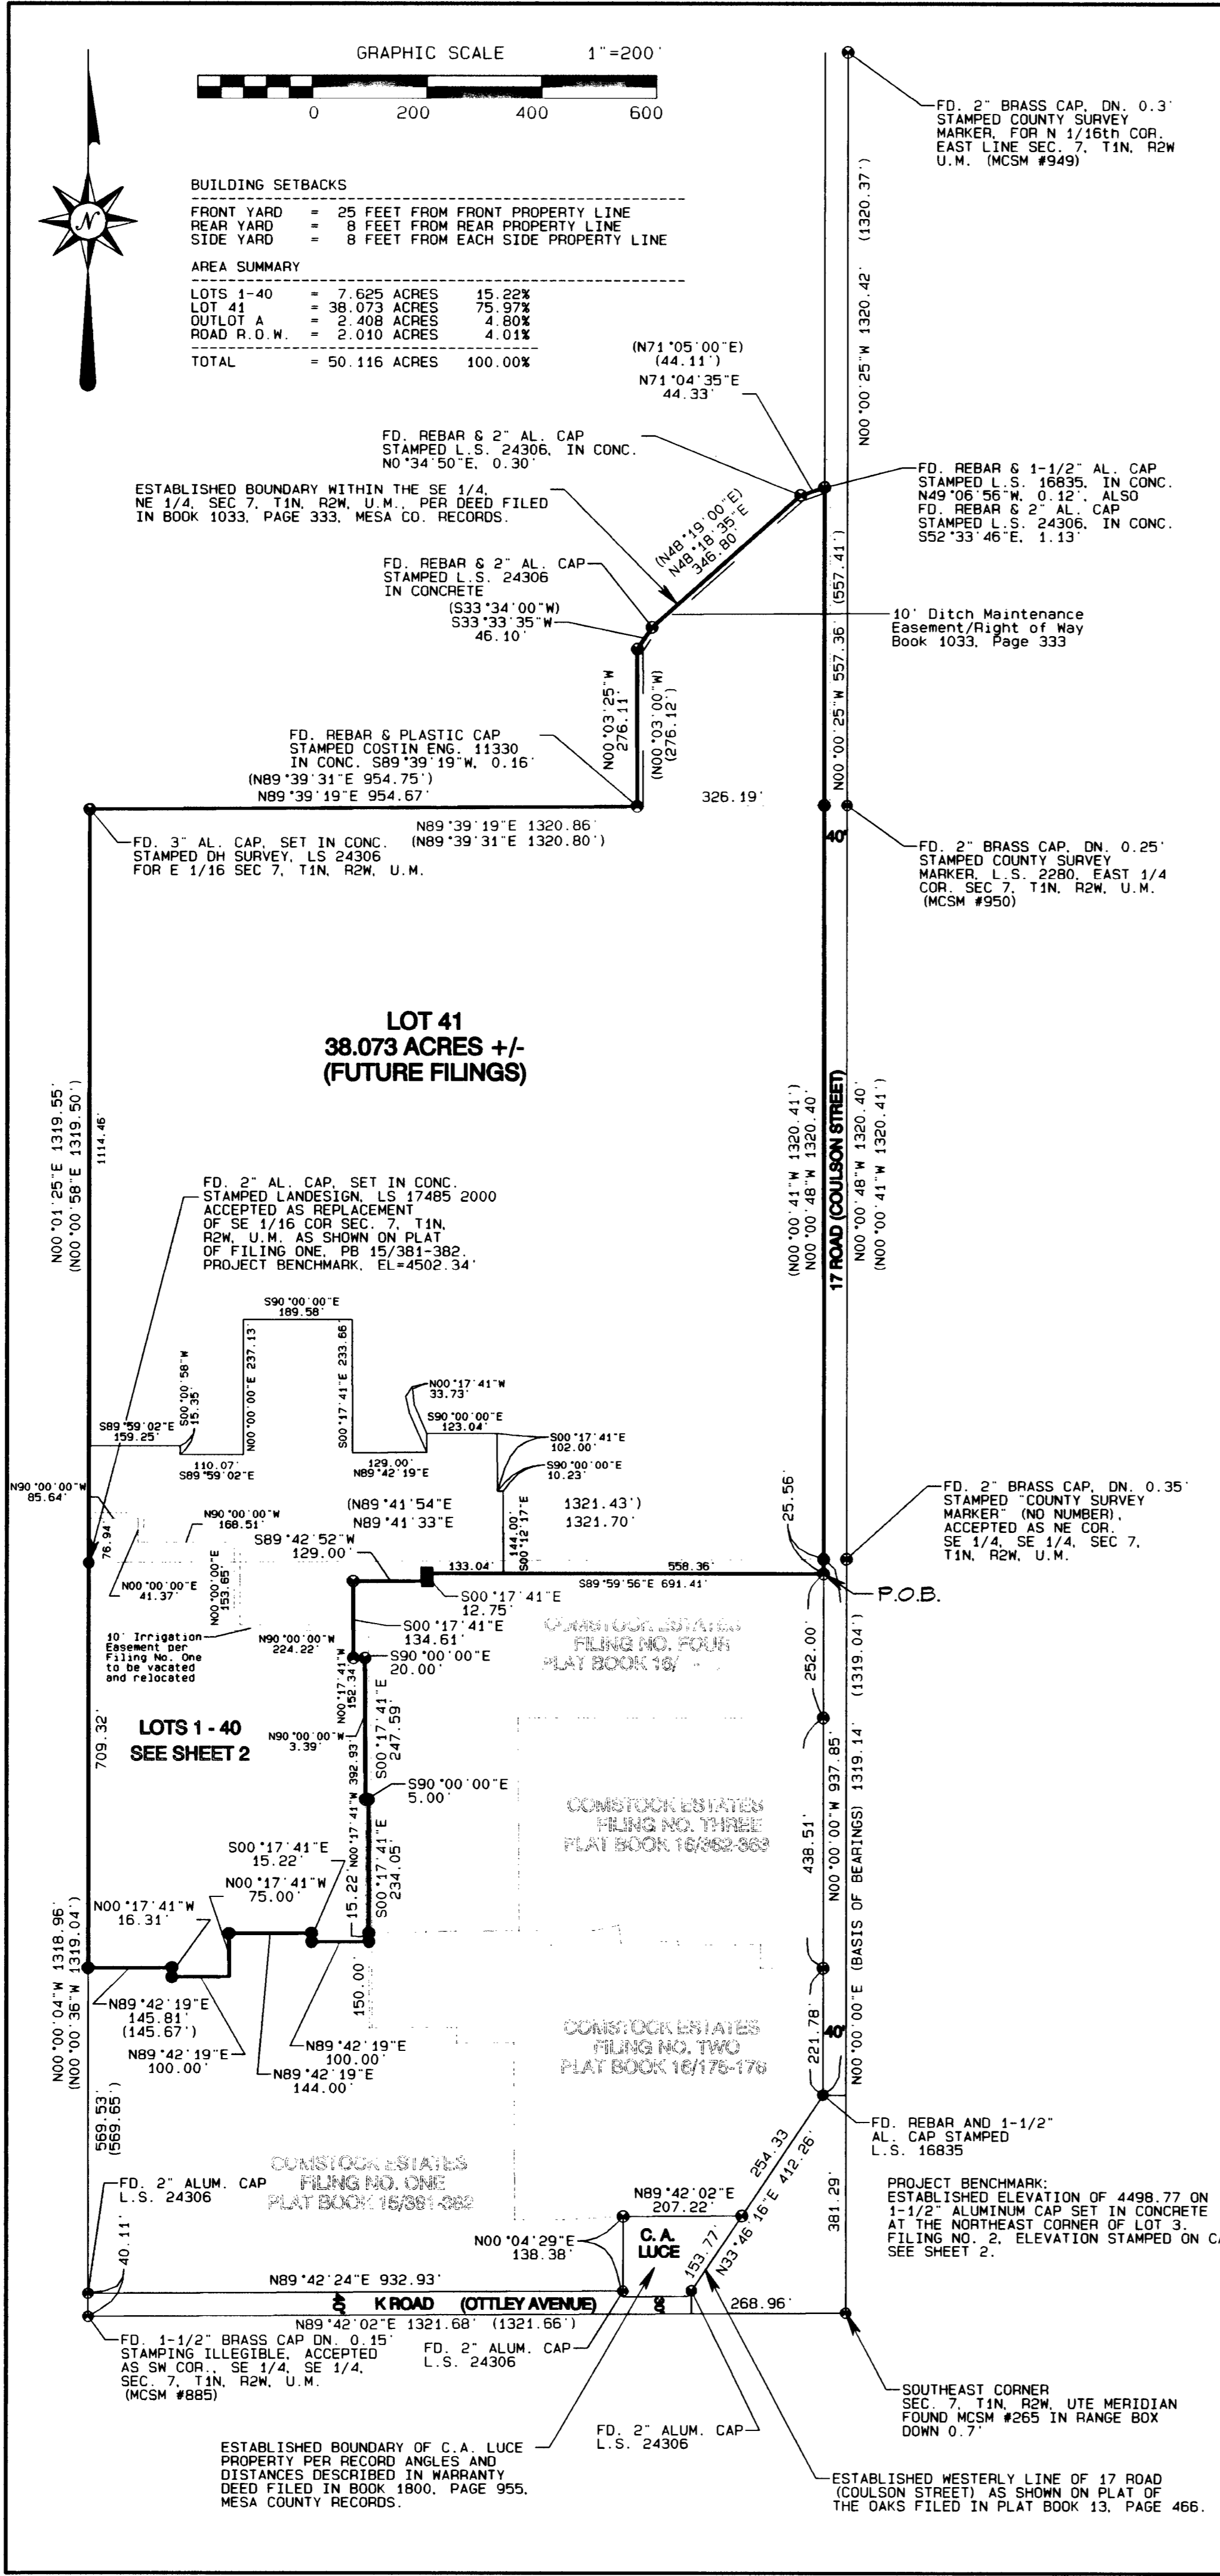 GRAPHIC SCALE 1"=200'
0 200 400 600
FD. 2" BRASS CAP, DN. 0.3'
STAMPED COUNTY SURVEY
MARKER, FOR N 1/16th COR.
EAST LINE SEC. 7, T1N, R2W
U.M. (MCSM #949)
N
BUILDING SETBACKS
FRONT YARD = 25 FEET FROM FRONT PROPERTY LINE
REAR YARD = 8 FEET FROM REAR PROPERTY LINE
SIDE YARD = 8 FEET FROM EACH SIDE PROPERTY LINE
AREA SUMMARY
LOTS 1-40 = 7.625 ACRES 15.22%
LOT 41 = 38.073 ACRES 75.97%
OUTLOT A = 2.408 ACRES 4.80%
ROAD R.O.W. = 2.010 ACRES 4.01%
TOTAL = 50.116 ACRES 100.00%
N00°00'25"W 1320.42' (1320.37')
(N71°05'00"E)
(44.11')
N71°04'35"E
44.33'
FD. REBAR & 2" AL. CAP
STAMPED L.S. 24306, IN CONC.
N0°34'50"E, 0.30'
FD. REBAR & 1-1/2" AL. CAP
STAMPED L.S. 16835, IN CONC.
N49°06'56"W, 0.12', ALSO
FD. REBAR & 2" AL. CAP
STAMPED L.S. 24306, IN CONC.
S52°33'46"E, 1.13'
ESTABLISHED BOUNDARY WITHIN THE SE 1/4,
NE 1/4, SEC 7, T1N, R2W, U.M., PER DEED FILED
IN BOOK 1033, PAGE 333, MESA CO. RECORDS.
(N48°19'00"E)
N48°18'35"E
346.80'
FD. REBAR & 2" AL. CAP
STAMPED L.S. 24306
IN CONCRETE
(S33°34'00"W)
S33°33'35"W
46.10'
N00°00'25"W 557.36' (557.41')
10' Ditch Maintenance
Easement/Right of Way
Book 1033, Page 333
N00°03'25"W
276.11'
(N00°03'00"W)
(276.12')
FD. REBAR & PLASTIC CAP
STAMPED COSTIN ENG. 11330
IN CONC. S89°39'19"W, 0.16'
(N89°39'31"E 954.75')
N89°39'19"E 954.67'
326.19'
N89°39'19"E 1320.86'
(N89°39'31"E 1320.80')
40'
FD. 3" AL. CAP, SET IN CONC.
STAMPED DH SURVEY, LS 24306
FOR E 1/16 SEC 7, T1N, R2W, U.M.
FD. 2" BRASS CAP, DN. 0.25'
STAMPED COUNTY SURVEY
MARKER, L.S. 2280, EAST 1/4
COR. SEC 7, T1N, R2W, U.M.
(MCSM #950)
LOT 41
38.073 ACRES +/-
(FUTURE FILINGS)
N00°01'25"E 1319.55'
(N00°00'58"E 1319.50')
1114.46'
(N00°00'41"W 1320.41')
N00°00'48"W 1320.40'
17 ROAD (COULSON STREET)
N00°00'48"W 1320.40'
(N00°00'41"W 1320.41')
FD. 2" AL. CAP, SET IN CONC.
STAMPED LANDESIGN, LS 17485 2000
ACCEPTED AS REPLACEMENT
OF SE 1/16 COR SEC. 7, T1N,
R2W, U.M. AS SHOWN ON PLAT
OF FILING ONE, PB 15/381-382.
PROJECT BENCHMARK, EL=4502.34'
S90°00'00"E
189.58'
S89°59'02"E
159.25'
S00°00'58"W
15.35'
110.07'
S89°59'02"E
N00°00'00"E 237.13'
S00°17'41"E 233.66'
129.00'
N89°42'19"E
N00°17'41"W
33.73'
S90°00'00"E
123.04'
S00°17'41"E
102.00'
S90°00'00"E
10.23'
N90°00'00"W
85.64'
76.94'
N90°00'00"W
168.51'
N00°00'00"E
41.37'
N00°00'00"E
153.65'
(N89°41'54"E 1321.43')
N89°41'33"E 1321.70'
144.00'
S00°12'17"E
25.56'
S89°42'52"W
129.00'
133.04'
558.36'
S89°59'56"E 691.41'
FD. 2" BRASS CAP, DN. 0.35'
STAMPED "COUNTY SURVEY
MARKER" (NO NUMBER),
ACCEPTED AS NE COR.
SE 1/4, SE 1/4, SEC 7,
T1N, R2W, U.M.
P.O.B.
S00°17'41"E
12.75'
S00°17'41"E
134.61'
10' Irrigation
Easement per
Filing No. One
to be vacated
and relocated
N90°00'00"W
224.22'
S90°00'00"E
20.00'
COMSTOCK ESTATES
FILING NO. FOUR
PLAT BOOK 16/
N00°17'41"W
152.34'
N90°00'00"W
3.39'
S00°17'41"E
247.59'
LOTS 1 - 40
SEE SHEET 2
709.32'
N00°17'41"W 392.93'
S90°00'00"E
5.00'
252.00'
COMSTOCK ESTATES
FILING NO. THREE
PLAT BOOK 16/362-363
438.51'
N00°00'00"W 937.85'
N00°00'00"E (BASIS OF BEARINGS) 1319.14' (1319.04')
S00°17'41"E
15.22'
15.22'
S00°17'41"E
234.05'
N00°17'41"W
75.00'
N00°17'41"W
16.31'
N00°00'04"W 1318.96'
(N00°00'36"W 1319.04')
N89°42'19"E
145.81'
(145.67')
N89°42'19"E
100.00'
150.00'
N89°42'19"E
100.00'
N89°42'19"E
144.00'
COMSTOCK ESTATES
FILING NO. TWO
PLAT BOOK 16/175-176
221.78'
40'
569.53'
(569.65')
FD. REBAR AND 1-1/2"
AL. CAP STAMPED
L.S. 16835
COMSTOCK ESTATES
FILING NO. ONE
PLAT BOOK 15/381-382
FD. 2" ALUM. CAP
L.S. 24306
254.33
N33°46'16"E 412.26'
153.77'
N89°42'02"E
207.22'
381.29'
PROJECT BENCHMARK:
ESTABLISHED ELEVATION OF 4498.77 ON
1-1/2" ALUMINUM CAP SET IN CONCRETE
AT THE NORTHEAST CORNER OF LOT 3.
FILING NO. 2, ELEVATION STAMPED ON
SEE SHEET 2.
N00°04'29"E
138.38'
C. A.
LUCE
40.11'
N89°42'24"E 932.93'
40' K ROAD (OTTLEY AVENUE) 30'
268.96'
N89°42'02"E 1321.68' (1321.66')
FD. 1-1/2" BRASS CAP DN. 0.15'
STAMPING ILLEGIBLE, ACCEPTED
AS SW COR., SE 1/4, SE 1/4,
SEC. 7, T1N, R2W, U.M.
(MCSM #885)
FD. 2" ALUM. CAP
L.S. 24306
SOUTHEAST CORNER
SEC. 7, T1N, R2W, UTE MERIDIAN
FOUND MCSM #265 IN RANGE BOX
DOWN 0.7'
FD. 2" ALUM. CAP
L.S. 24306
ESTABLISHED BOUNDARY OF C.A. LUCE
PROPERTY PER RECORD ANGLES AND
DISTANCES DESCRIBED IN WARRANTY
DEED FILED IN BOOK 1800, PAGE 955,
MESA COUNTY RECORDS.
ESTABLISHED WESTERLY LINE OF 17 ROAD
(COULSON STREET) AS SHOWN ON PLAT OF
THE OAKS FILED IN PLAT BOOK 13, PAGE 466.